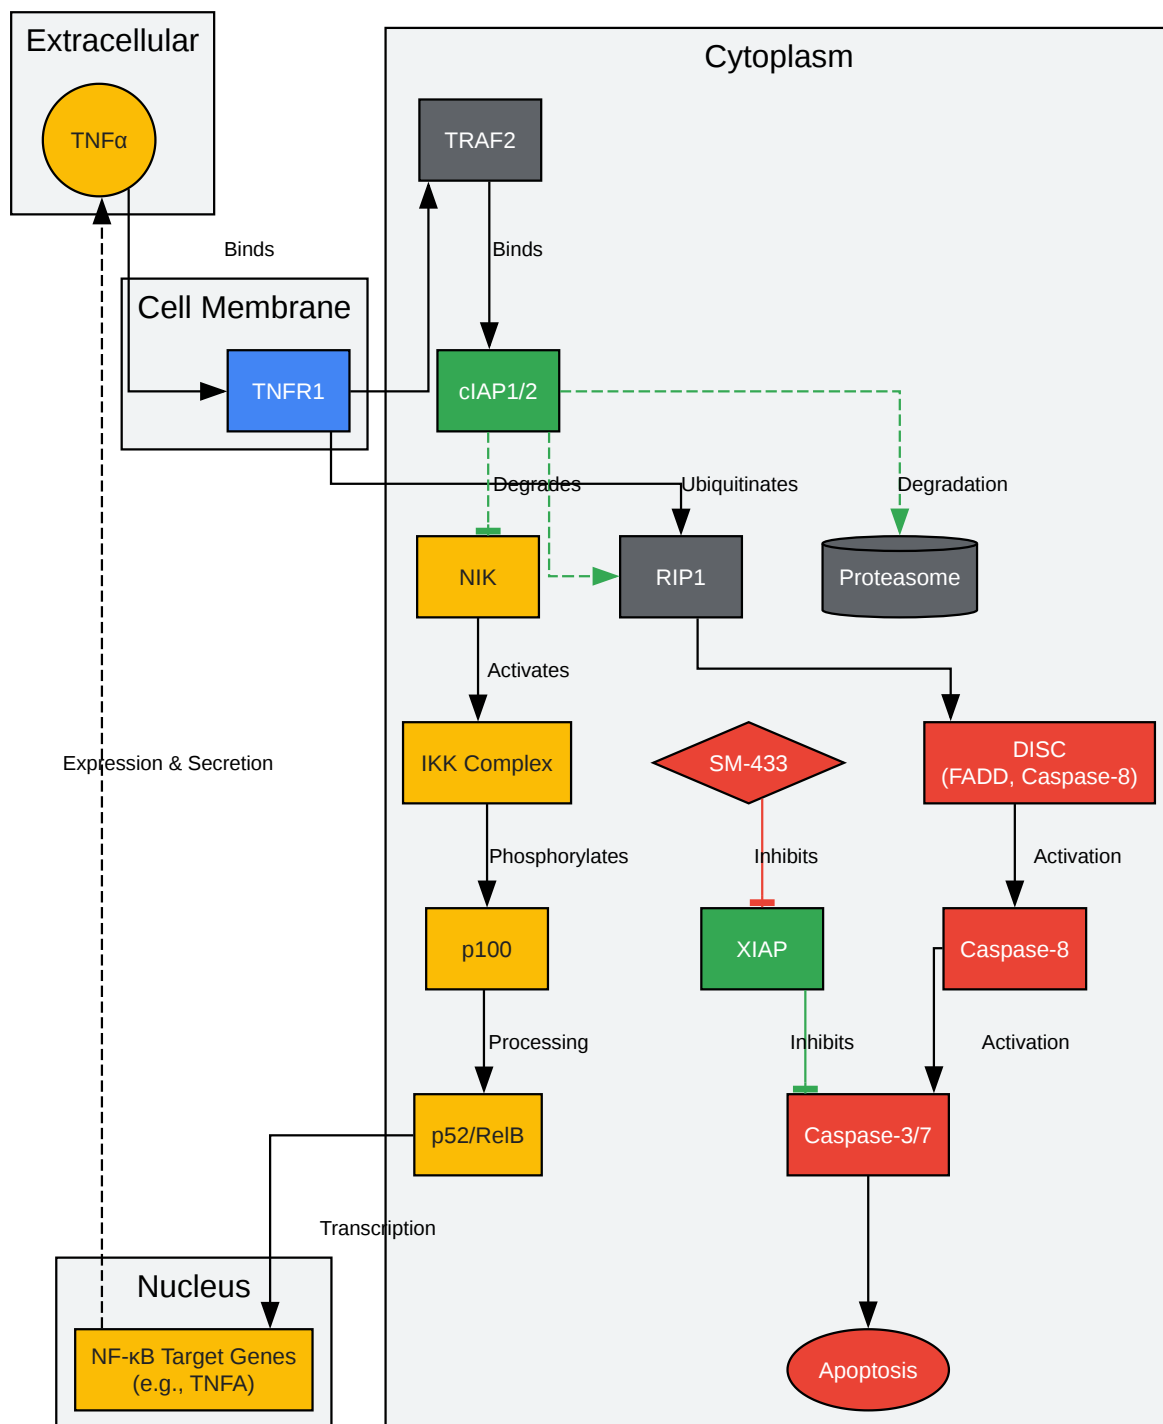 Extracellular
Cytoplasm
TNFα
TRAF2
Binds
Binds
Cell Membrane
TNFR1
cIAP1/2
Degrades
Ubiquitinates
Degradation
NIK
RIP1
Proteasome
Activates
IKK Complex
SM-433
DISC
(FADD, Caspase-8)
Expression & Secretion
Phosphorylates
Inhibits
Activation
p100
XIAP
Caspase-8
Processing
Inhibits
Activation
p52/RelB
Caspase-3/7
Transcription
Nucleus
NF-κB Target Genes
(e.g., TNFA)
Apoptosis